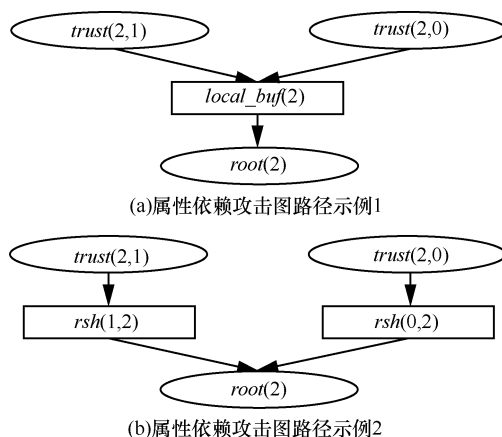 trust(2,1) trust(2,0)
local_buf(2)
root(2)
(a)属性依赖攻击图路径示例1
trust(2,1) trust(2,0)
rsh(1,2) rsh(0,2)
root(2)
(b)属性依赖攻击图路径示例2